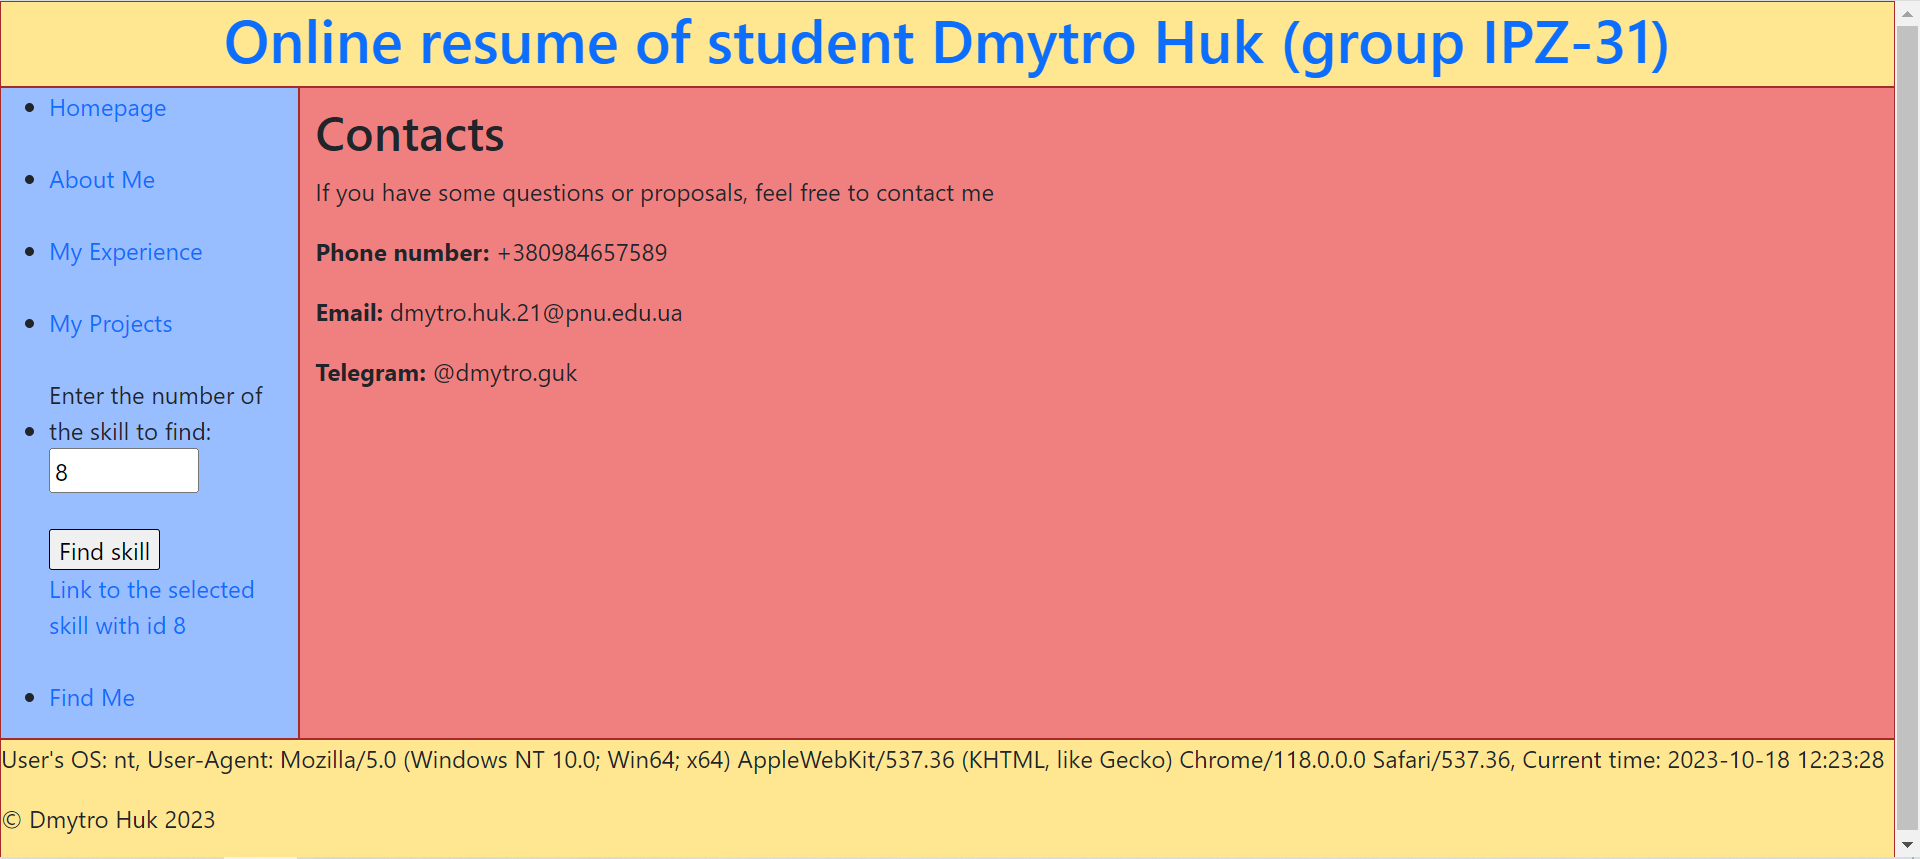 Online resume of student Dmytro Huk (group IPZ-31)
Homepage
About Me
My Experience
My Projects
Enter the number of
the skill to find:
8
Find skill
Link to the selected
skill with id 8
Find Me
Contacts
If you have some questions or proposals, feel free to contact me
Phone number: +380984657589
Email: dmytro.huk.21@pnu.edu.ua
Telegram: @dmytro.guk
User's OS: nt, User-Agent: Mozilla/5.0 (Windows NT 10.0; Win64; x64) AppleWebKit/537.36 (KHTML, like Gecko) Chrome/118.0.0.0 Safari/537.36, Current time: 2023-10-18 12:23:28
© Dmytro Huk 2023